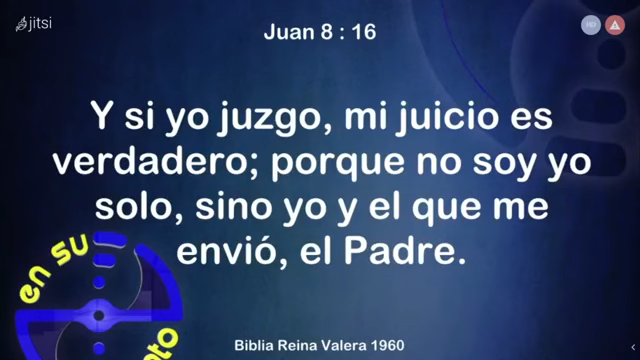 jitsi
Juan 8 : 16
HD
Y si yo juzgo, mi juicio es
verdadero; porque no soy yo
solo, sino yo y el que me
envió, el Padre.
en su
Biblia Reina Valera 1960